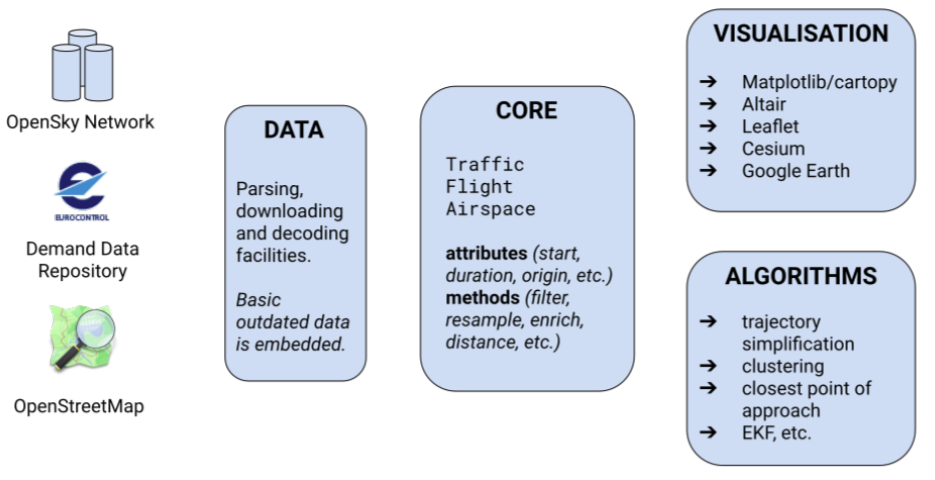 OpenSky Network
EUROCONTROL
Demand Data
Repository
OpenStreetMap
DATA
Parsing,
downloading
and decoding
facilities.
Basic
outdated data
is embedded.
CORE
Traffic
Flight
Airspace
attributes (start,
duration, origin, etc.)
methods (filter,
resample, enrich,
distance, etc.)
VISUALISATION
➔ Matplotlib/cartopy
➔ Altair
➔ Leaflet
➔ Cesium
➔ Google Earth
ALGORITHMS
➔ trajectory
simplification
➔ clustering
➔ closest point of
approach
➔ EKF, etc.